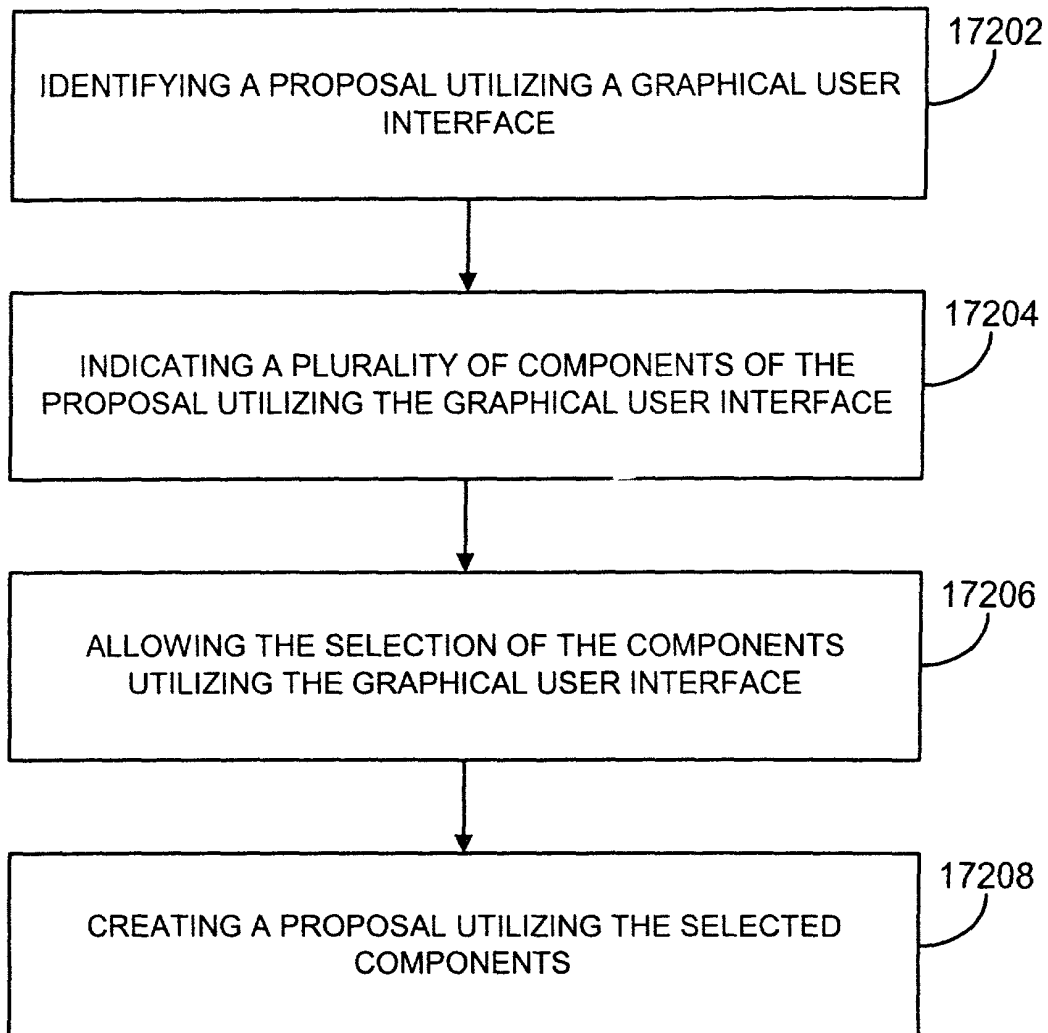 17202
IDENTIFYING A PROPOSAL UTILIZING A GRAPHICAL USER
INTERFACE
17204
INDICATING A PLURALITY OF COMPONENTS OF THE
PROPOSAL UTILIZING THE GRAPHICAL USER INTERFACE
17206
ALLOWING THE SELECTION OF THE COMPONENTS
UTILIZING THE GRAPHICAL USER INTERFACE
17208
CREATING A PROPOSAL UTILIZING THE SELECTED
COMPONENTS